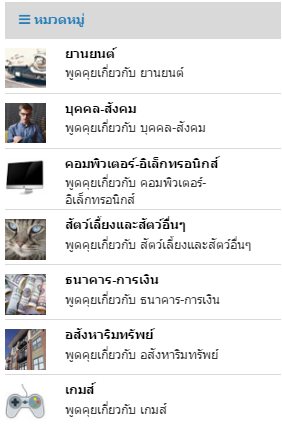 หมวดหมู่
ยานยนต์
พูดคุยเกี่ยวกับ ยานยนต์
บุคคล-สังคม
พูดคุยเกี่ยวกับ บุคคล-สังคม
คอมพิวเตอร์-อิเล็กทรอนิกส์
พูดคุยเกี่ยวกับ คอมพิวเตอร์-
อิเล็กทรอนิกส์
สัตว์เลี้ยงและสัตว์อื่นๆ
พูดคุยเกี่ยวกับ สัตว์เลี้ยงและสัตว์อื่นๆ
ธนาคาร-การเงิน
พูดคุยเกี่ยวกับ ธนาคาร-การเงิน
อสังหาริมทรัพย์
พูดคุยเกี่ยวกับ อสังหาริมทรัพย์
เกมส์
พูดคุยเกี่ยวกับ เกมส์